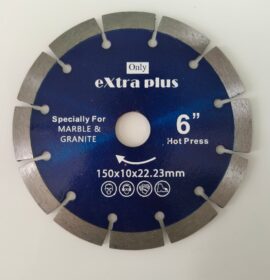 Only
eXtra plus
Specially For
MARBLE &
GRANITE
6”
Hot Press
150x10x22.23mm